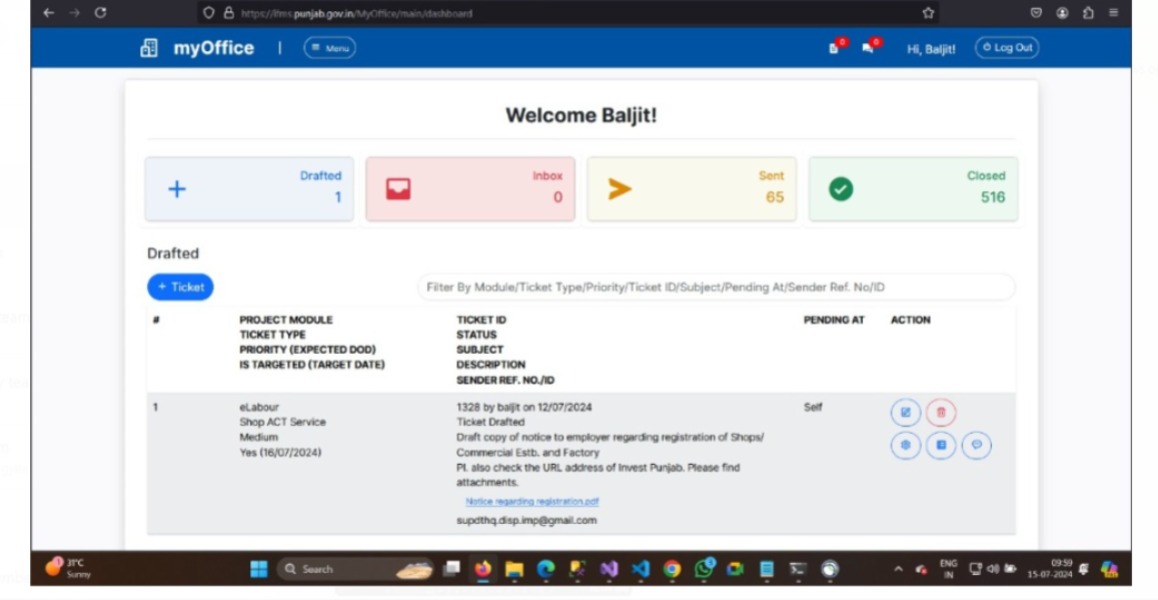 https://ifms.punjab.gov.in/MyOffice/main/dashboard
myOffice | Menu 0 0 Hi, Baljit! Log Out
Welcome Baljit!
Drafted Inbox Sent Closed
1 0 65 516
Drafted
+ Ticket Filter By Module/Ticket Type/Priority/Ticket ID/Subject/Pending At/Sender Ref. No/ID
# PROJECT MODULE TICKET ID PENDING AT ACTION
TICKET TYPE STATUS
PRIORITY (EXPECTED DOD) SUBJECT
IS TARGETED (TARGET DATE) DESCRIPTION
SENDER REF. NO./ID
1 eLabour 1328 by baljit on 12/07/2024 Self
Shop ACT Service Ticket Drafted
Medium Draft copy of notice to employer regarding registration of Shops/
Yes (16/07/2024) Commercial Estb. and Factory
Pl. also check the URL address of Invest Punjab. Please find
attachments.
Notice regarding registration.pdf
supdthq.disp.imp@gmail.com
1 31°C Search ENG 09:59
Sunny IN 15-07-2024